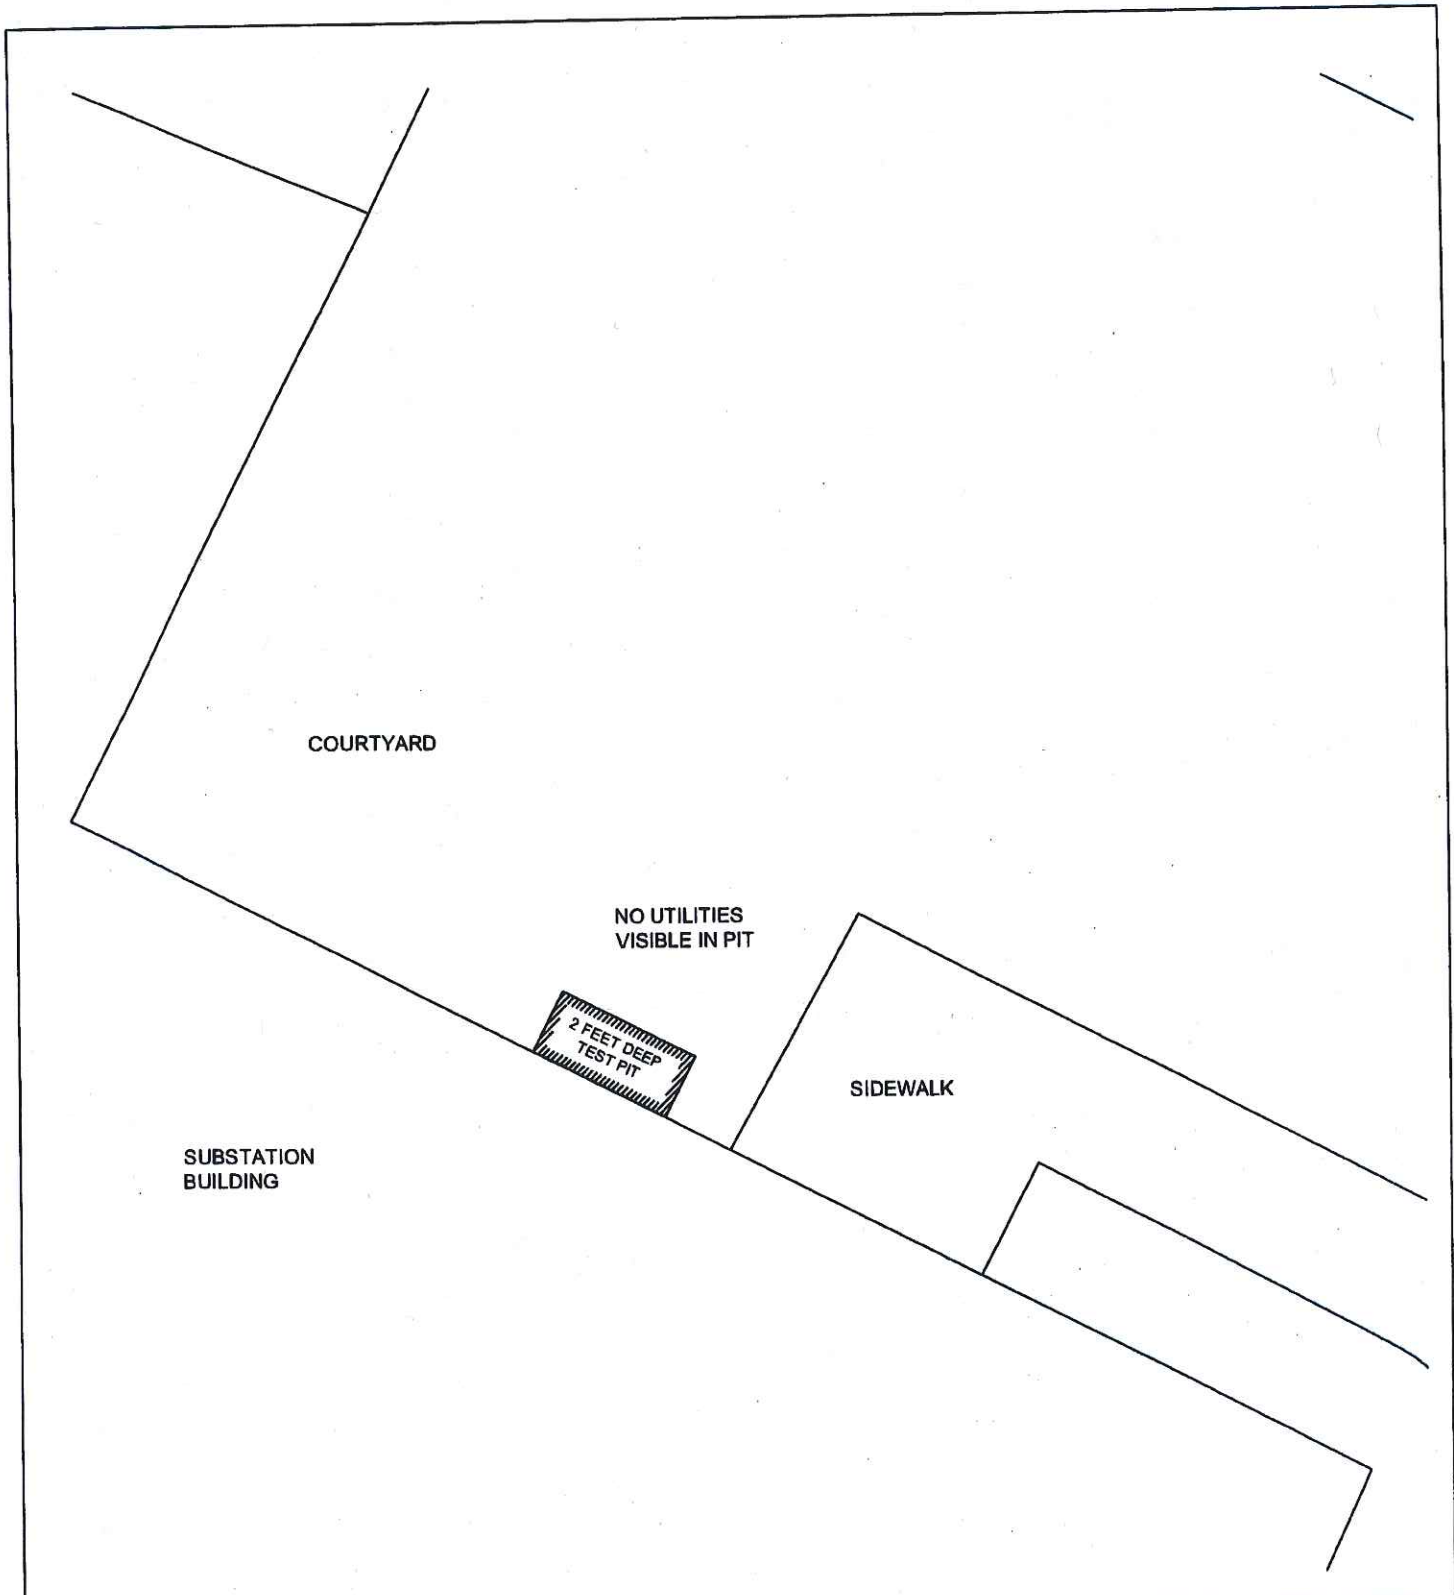 COURTYARD
NO UTILITIES
VISIBLE IN PIT
2 FEET DEEP
TEST PIT
SIDEWALK
SUBSTATION
BUILDING